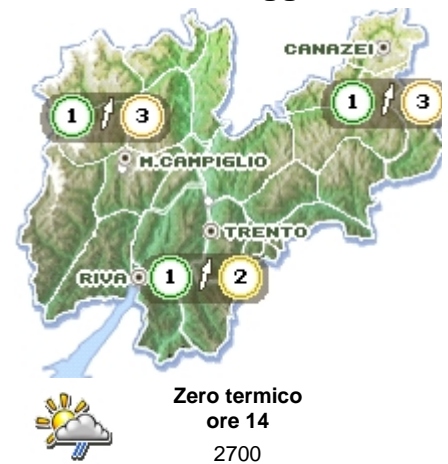 CANAZEI
1 3
1 3
M.CAMPIGLIO
TRENTO
RIVA
1 2
Zero termico
ore 14
2700